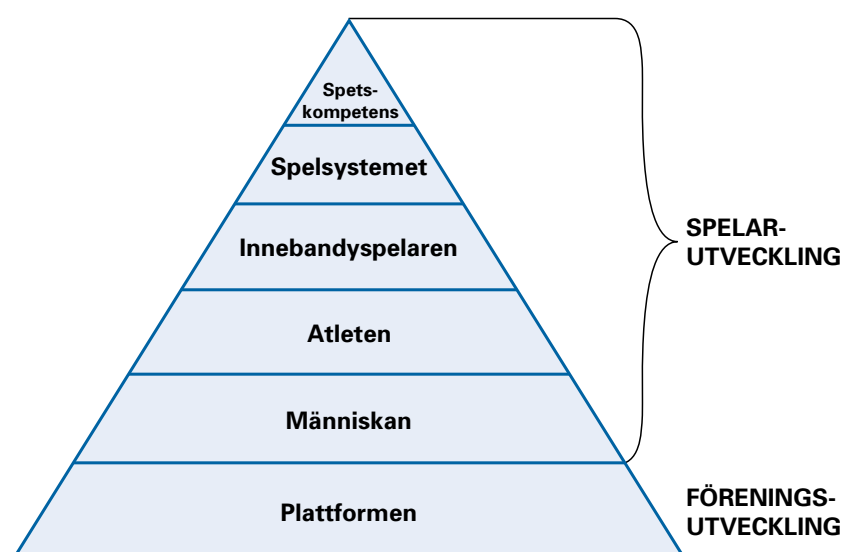 Spets-
kompetens
Spelsystemet
Innebandyspelaren
Atleten
Människan
Plattformen
SPELAR-
UTVECKLING
FÖRENINGS-
UTVECKLING